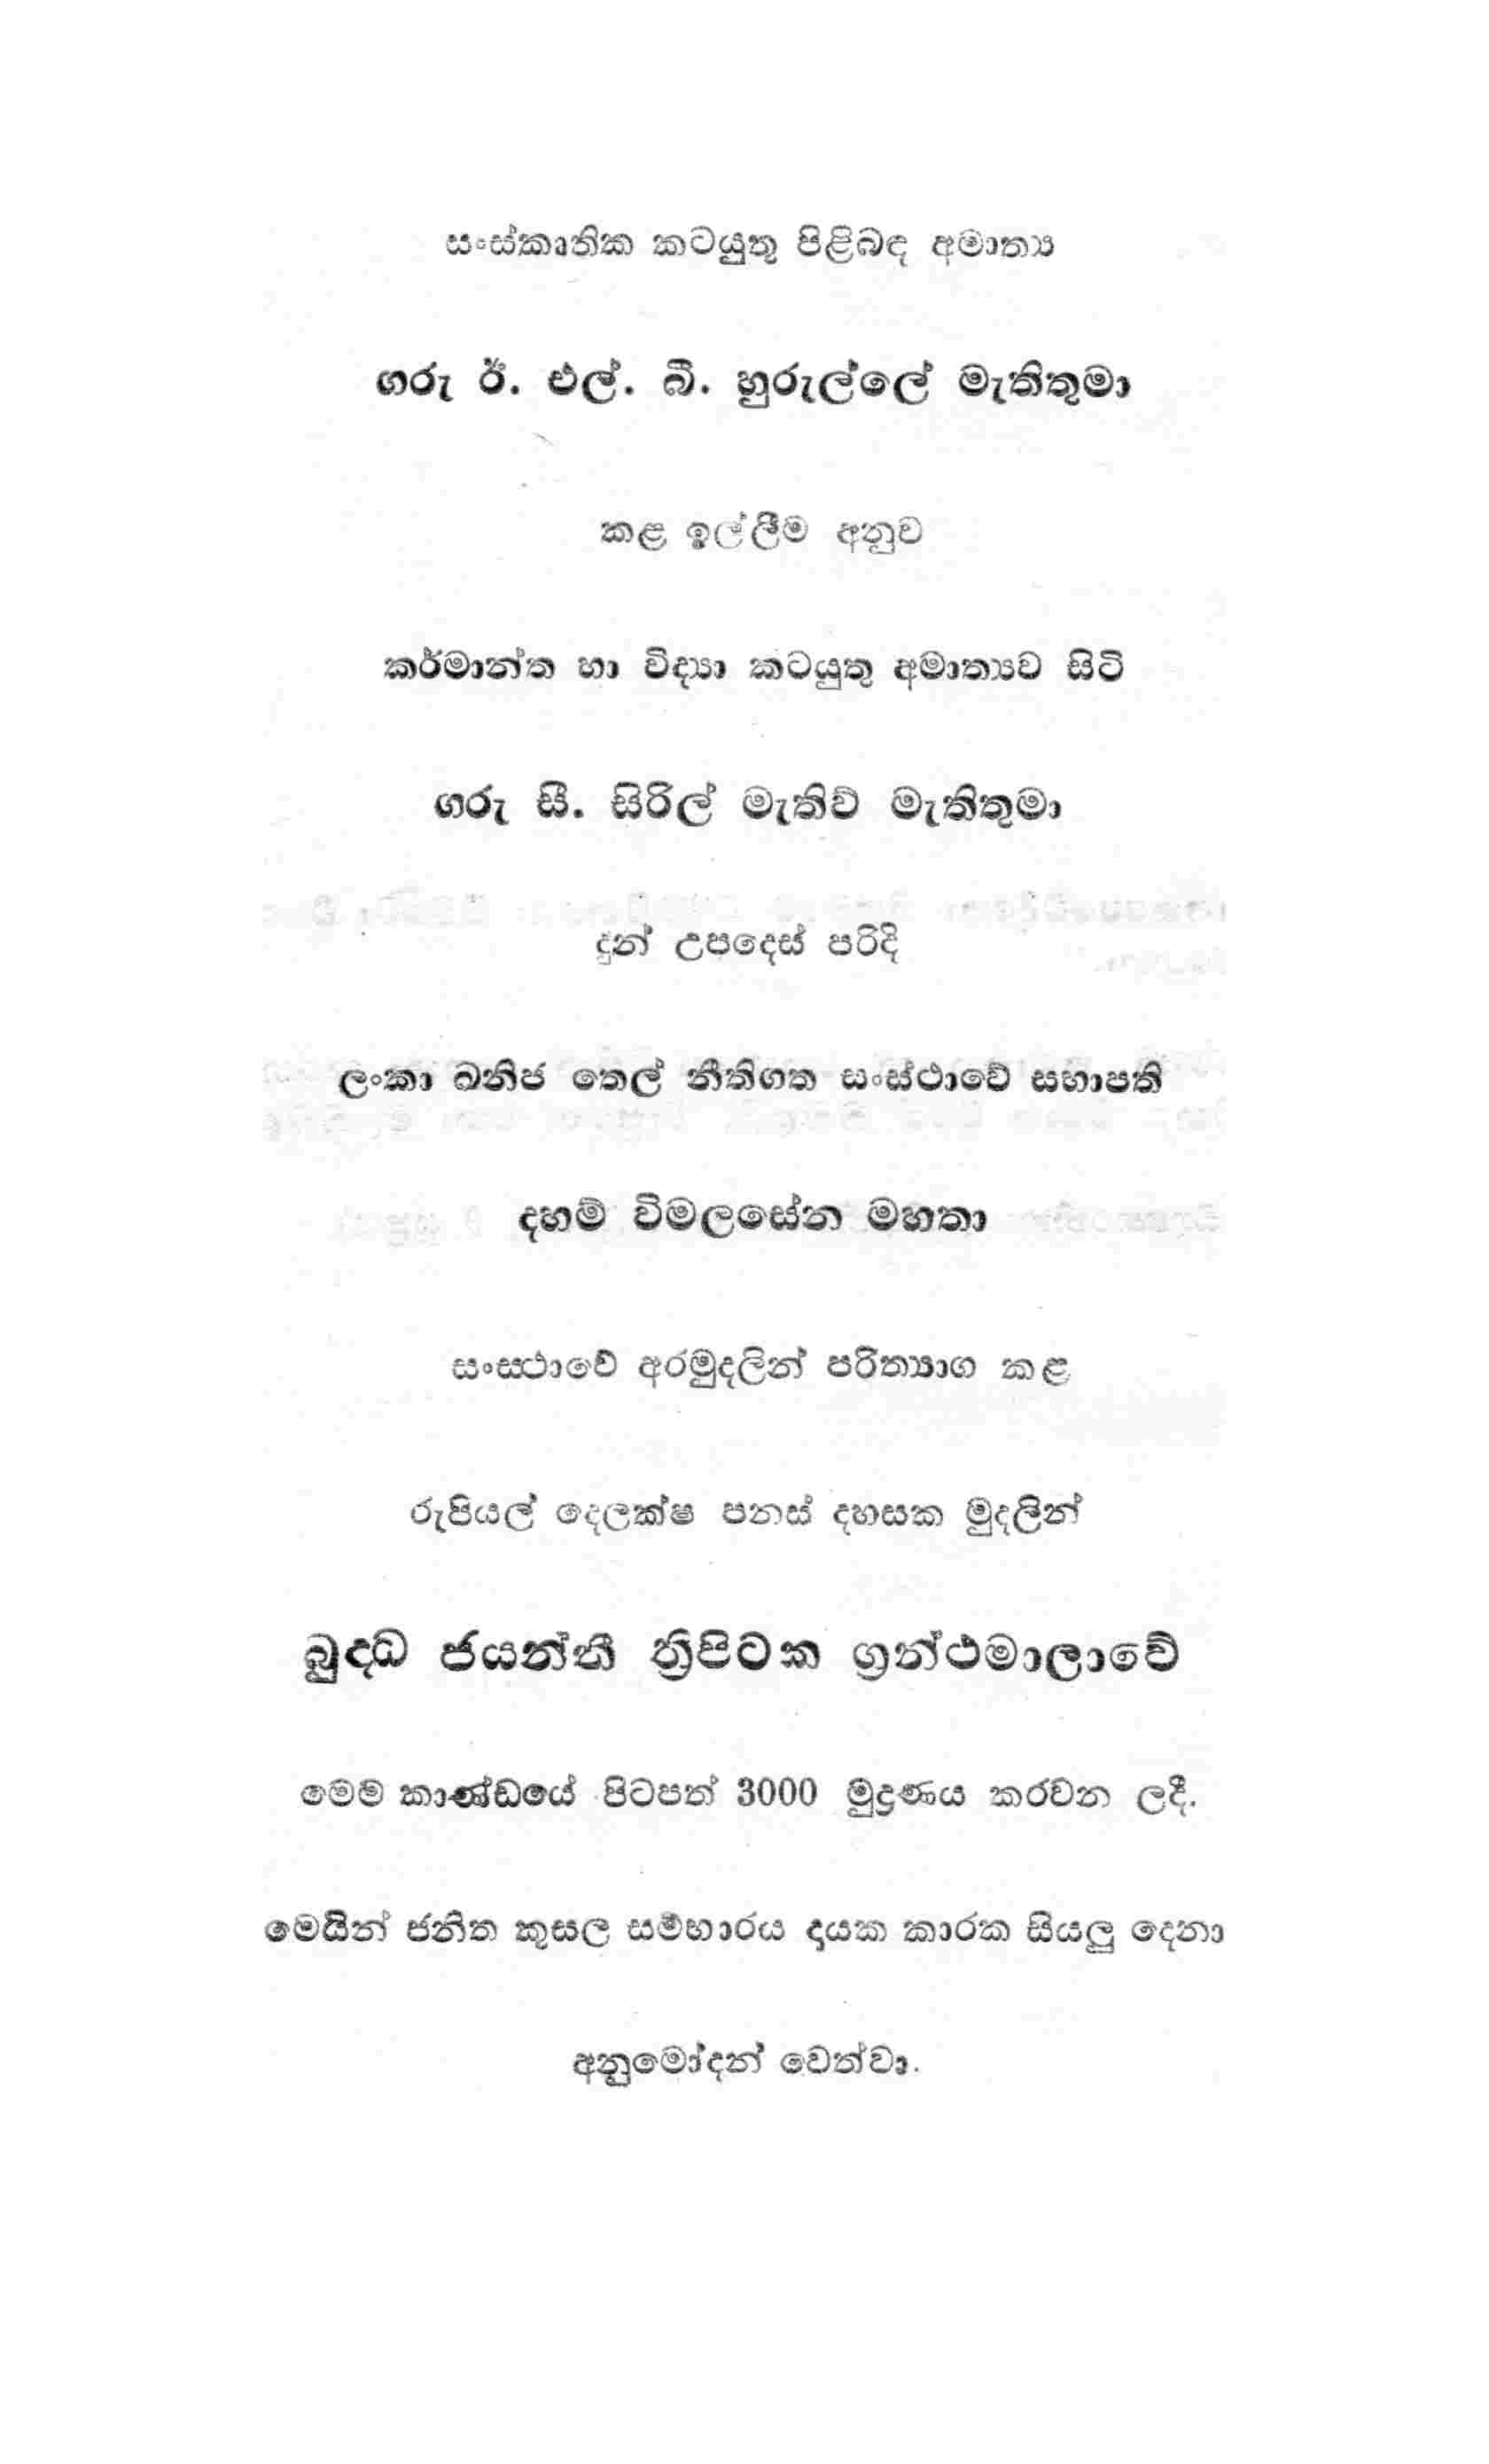 සංස්කෘතික කටයුතු පිළිබඳ අමාත්‍ය
ගරු ඊ. එල්. බී. හුරුල්ලේ මැතිතුමා
කළ ඉල්ලීම අනුව
කර්මාන්ත හා විද්‍යා කටයුතු අමාත්‍යව සිටි
ගරු සී. සිරිල් මැතිව් මැතිතුමා
දුන් උපදෙස් පරිදි
ලංකා ඛනිජ තෙල් නීතිගත සංස්ථාවේ සභාපති
දහම් විමලසේන මහතා
සංස්ථාවේ අරමුදලින් පරිත්‍යාග කළ
රුපියල් දෙලක්ෂ පනස් දහසක මුදලින්
බුද්ධ ජයන්තී ත්‍රිපිටක ග්‍රන්ථමාලාවේ
මෙම කාණ්ඩයේ පිටපත් 3000 මුද්‍රණය කරවන ලදී.
මෙයින් ජනිත කුසල සම්භාරය දයක කාරක සියලු දෙනා
අනුමෝදන් වෙත්වා.